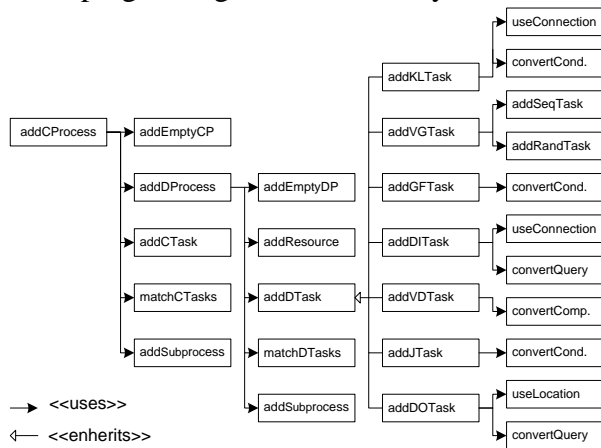 useConnection
addKLTask
convertCond.
addSeqTask
addCProcess
addEmptyCP
addVGTask
addRandTask
addDProcess
addEmptyDP
addGFTask
convertCond.
useConnection
addCTask
addResource
addDITask
convertQuery
matchCTasks
addDTask
addVDTask
convertComp.
addSubprocess
matchDTasks
addJTask
convertCond.
useLocation
<<uses>>
addSubprocess
addDOTask
<<enherits>>
convertQuery